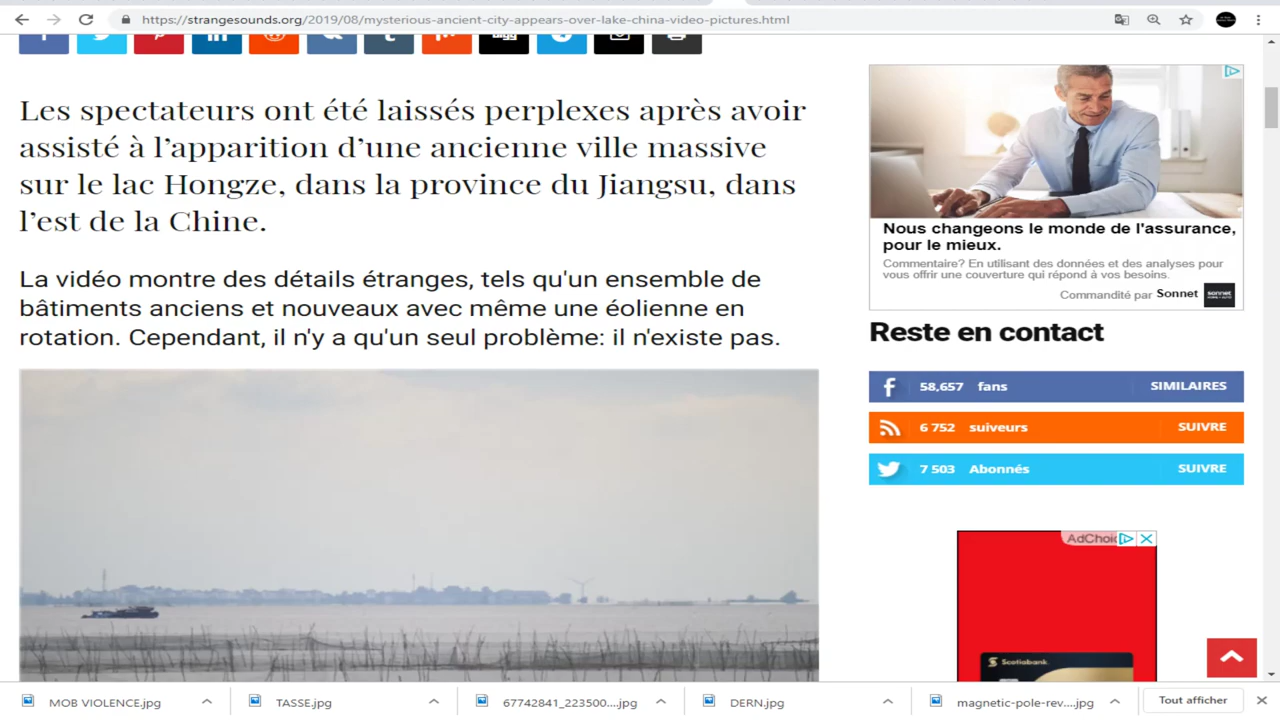 https://strangesounds.org/2019/08/mysterious-ancient-city-appears-over-lake-china-video-pictures.html
Les spectateurs ont été laissés perplexes après avoir
assisté à l’apparition d’une ancienne ville massive
sur le lac Hongze, dans la province du Jiangsu, dans
l’est de la Chine.
La vidéo montre des détails étranges, tels qu'un ensemble de
bâtiments anciens et nouveaux avec même une éolienne en
rotation. Cependant, il n'y a qu'un seul problème: il n'existe pas.
Nous changeons le monde de l'assurance,
pour le mieux.
Commentaire? En utilisant des données et des analyses pour
vous offrir une couverture qui répond à vos besoins.
Commandité par Sonnet
sonnet
Reste en contact
58,657 fans SIMILAIRES
6 752 suiveurs SUIVRE
7 503 Abonnés SUIVRE
AdChoic
Scotiabank
MOB VIOLENCE.jpg
TASSE.jpg
67742841_223500....jpg
DERN.jpg
magnetic-pole-rev....jpg
Tout afficher